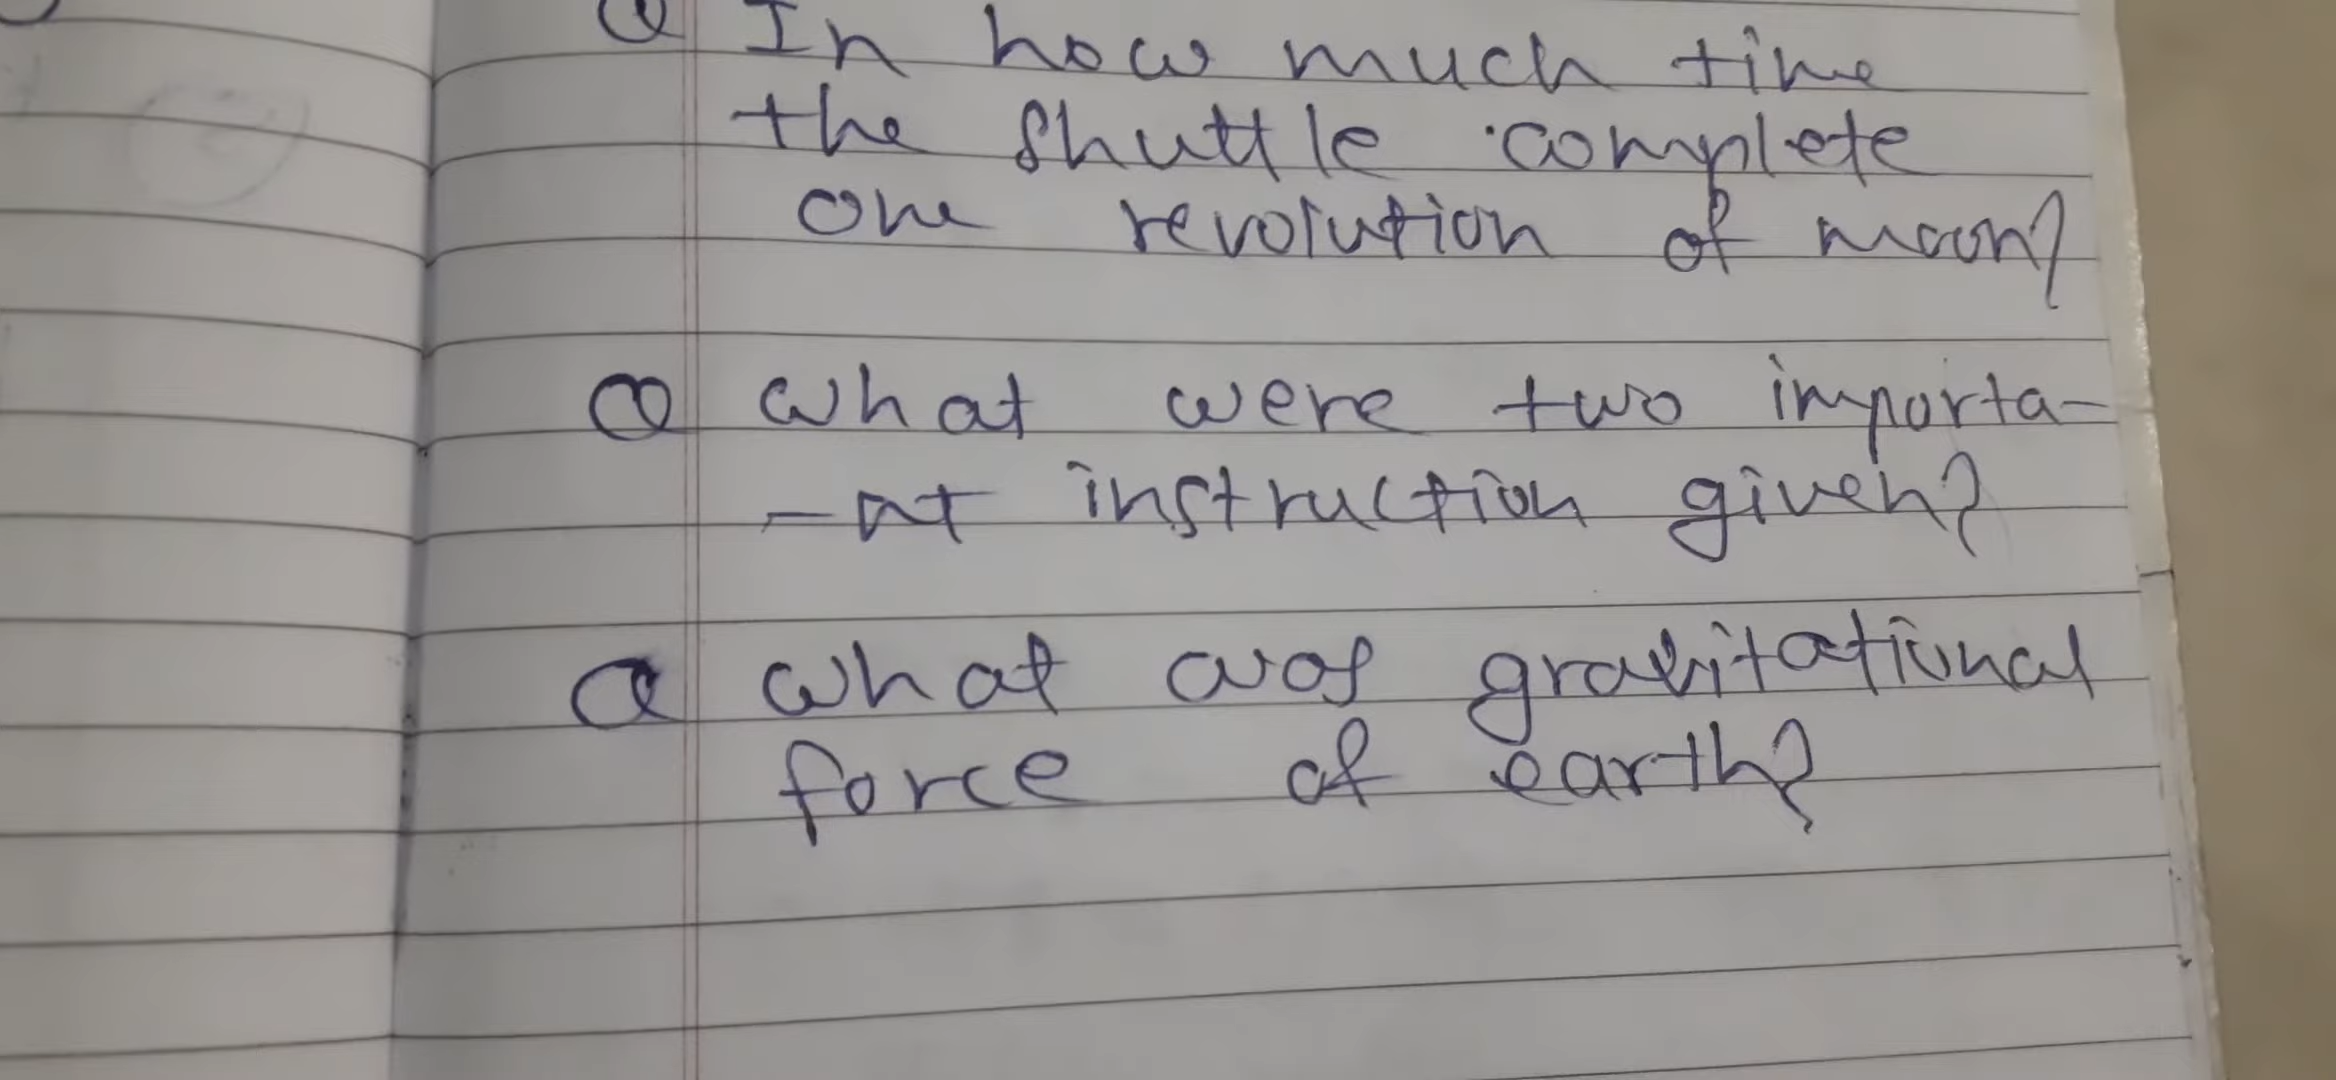 Q In how much time
the shuttle complete
one revolution of moon?
Q What were two importa-
-nt instruction given?
Q What was gravitational
force of earth?